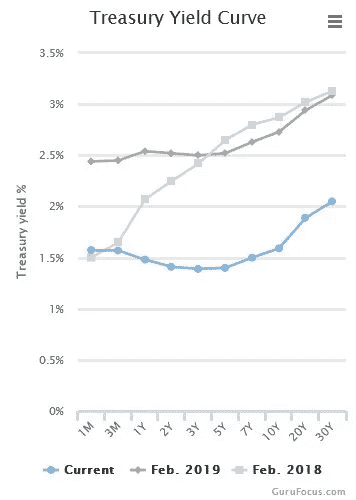 Treasury Yield Curve
3.5%
3%
2.5%
2%
1.5%
1%
0.5%
0%
Treasury yield %
1M 3M 1Y 2Y 3Y 5Y 7Y 10Y 20Y 30Y
Current Feb. 2019 Feb. 2018
GuruFocus.com